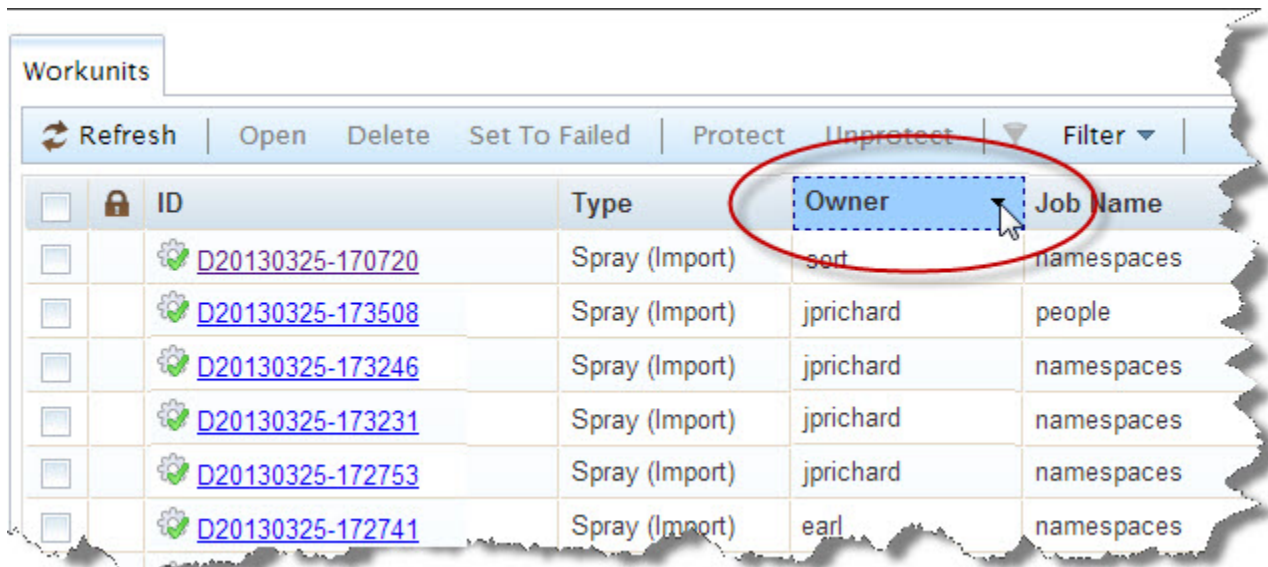 Workunits
Refresh | Open Delete Set To Failed | Protect Unprotect | Filter |
ID Type Owner Job Name
D20130325-170720 Spray (Import) sort namespaces
D20130325-173508 Spray (Import) jprichard people
D20130325-173246 Spray (Import) jprichard namespaces
D20130325-173231 Spray (Import) jprichard namespaces
D20130325-172753 Spray (Import) jprichard namespaces
D20130325-172741 Spray (Import) earl namespaces